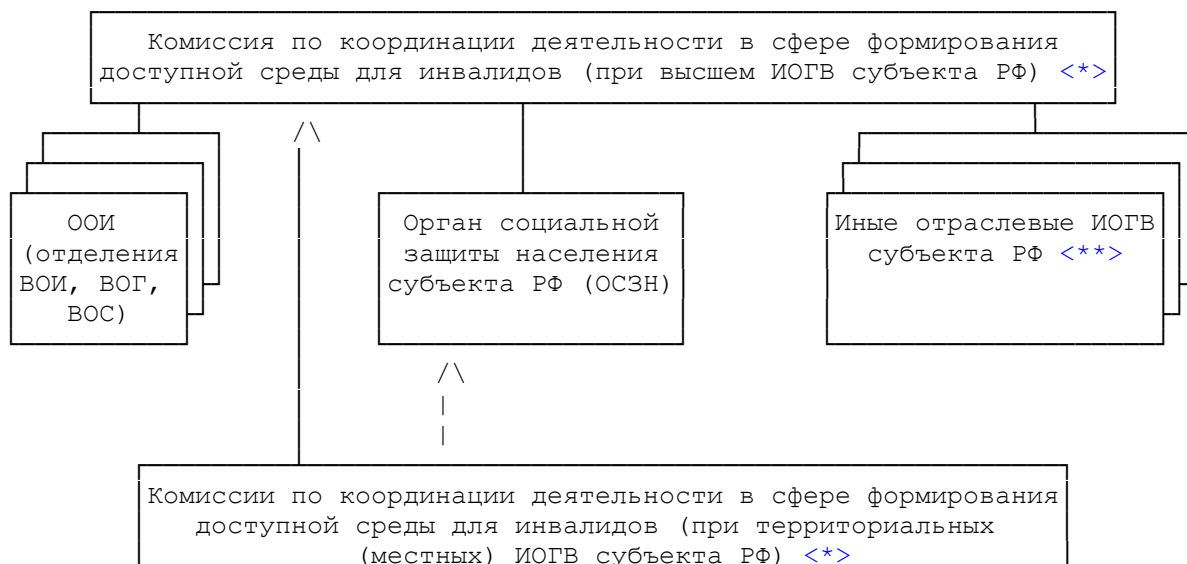 Комиссия по координации деятельности в сфере формирования
доступной среды для инвалидов (при высшем ИОГВ субъекта РФ) <*>
ООИ
(отделения
ВОИ, ВОГ,
ВОС)
Орган социальной
защиты населения
субъекта РФ (ОСЗН)
Иные отраслевые ИОГВ
субъекта РФ <**>
Комиссии по координации деятельности в сфере формирования
доступной среды для инвалидов (при территориальных
(местных) ИОГВ субъекта РФ) <*>